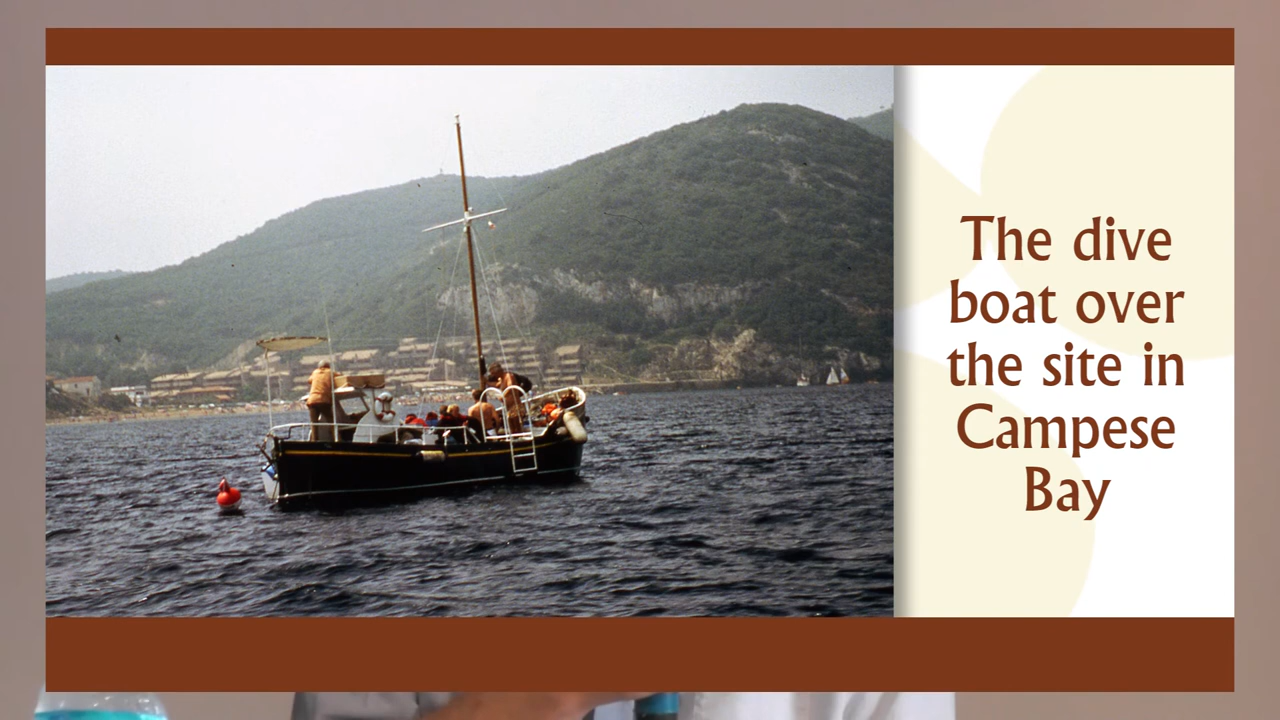 The dive
boat over
the site in
Campese
Bay